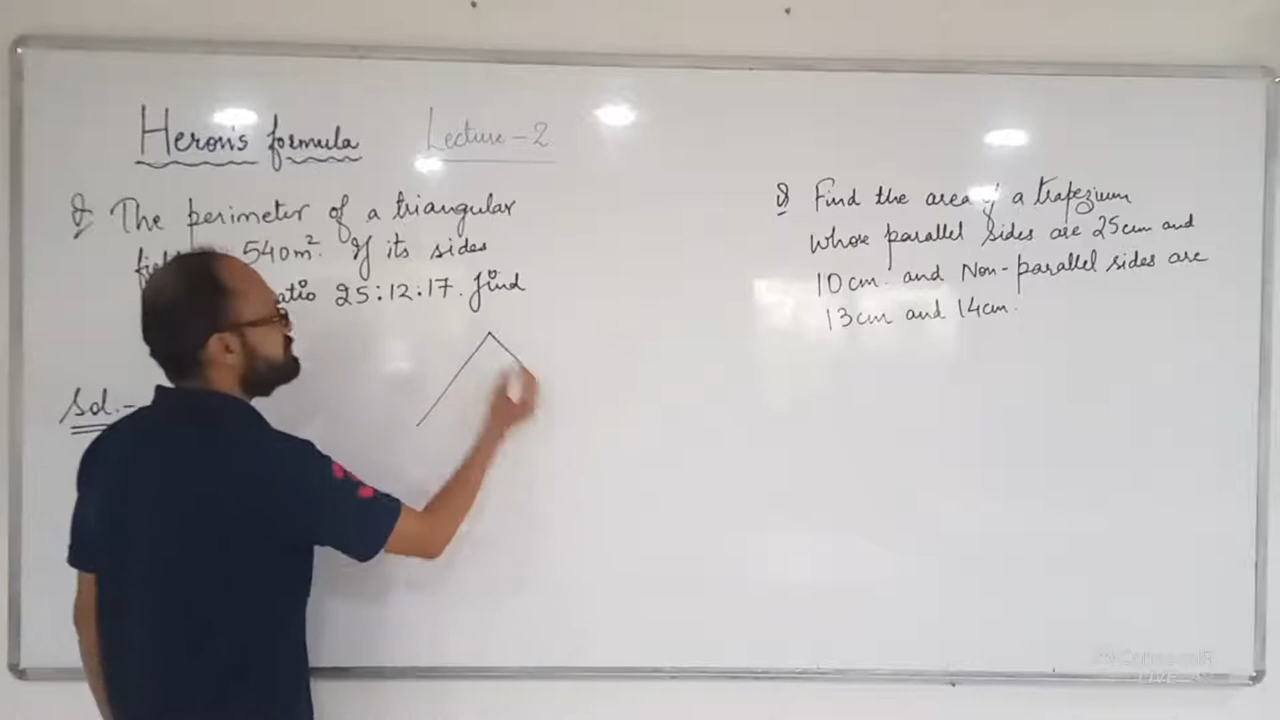 Heron's formula Lecture - 2
Q The perimeter of a triangular
540m². If its sides
25:12:17. find
Sol.-
Q Find the area of a trapezium
whose parallel sides are 25cm and
10cm. and Non-parallel sides are
13cm and 14cm.
LIVE